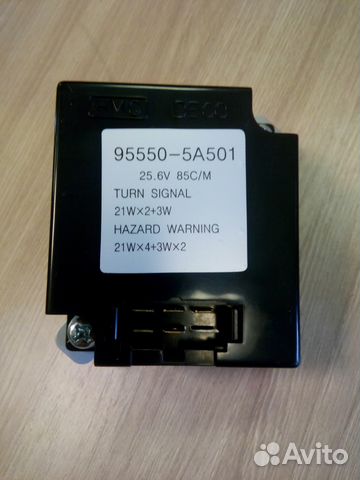 95550-5A501
25.6V 85C/M
TURN SIGNAL
21W×2+3W
HAZARD WARNING
21W×4+3W×2
Avito